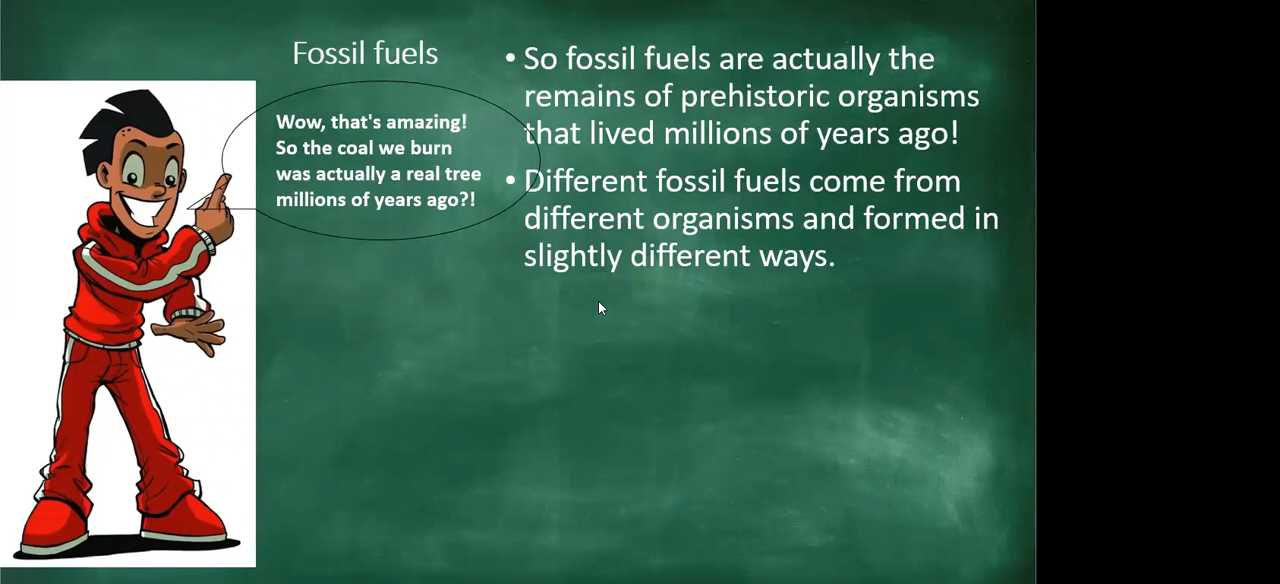 Fossil fuels
Wow, that's amazing!
So the coal we burn
was actually a real tree
millions of years ago?!
• So fossil fuels are actually the
remains of prehistoric organisms
that lived millions of years ago!
• Different fossil fuels come from
different organisms and formed in
slightly different ways.